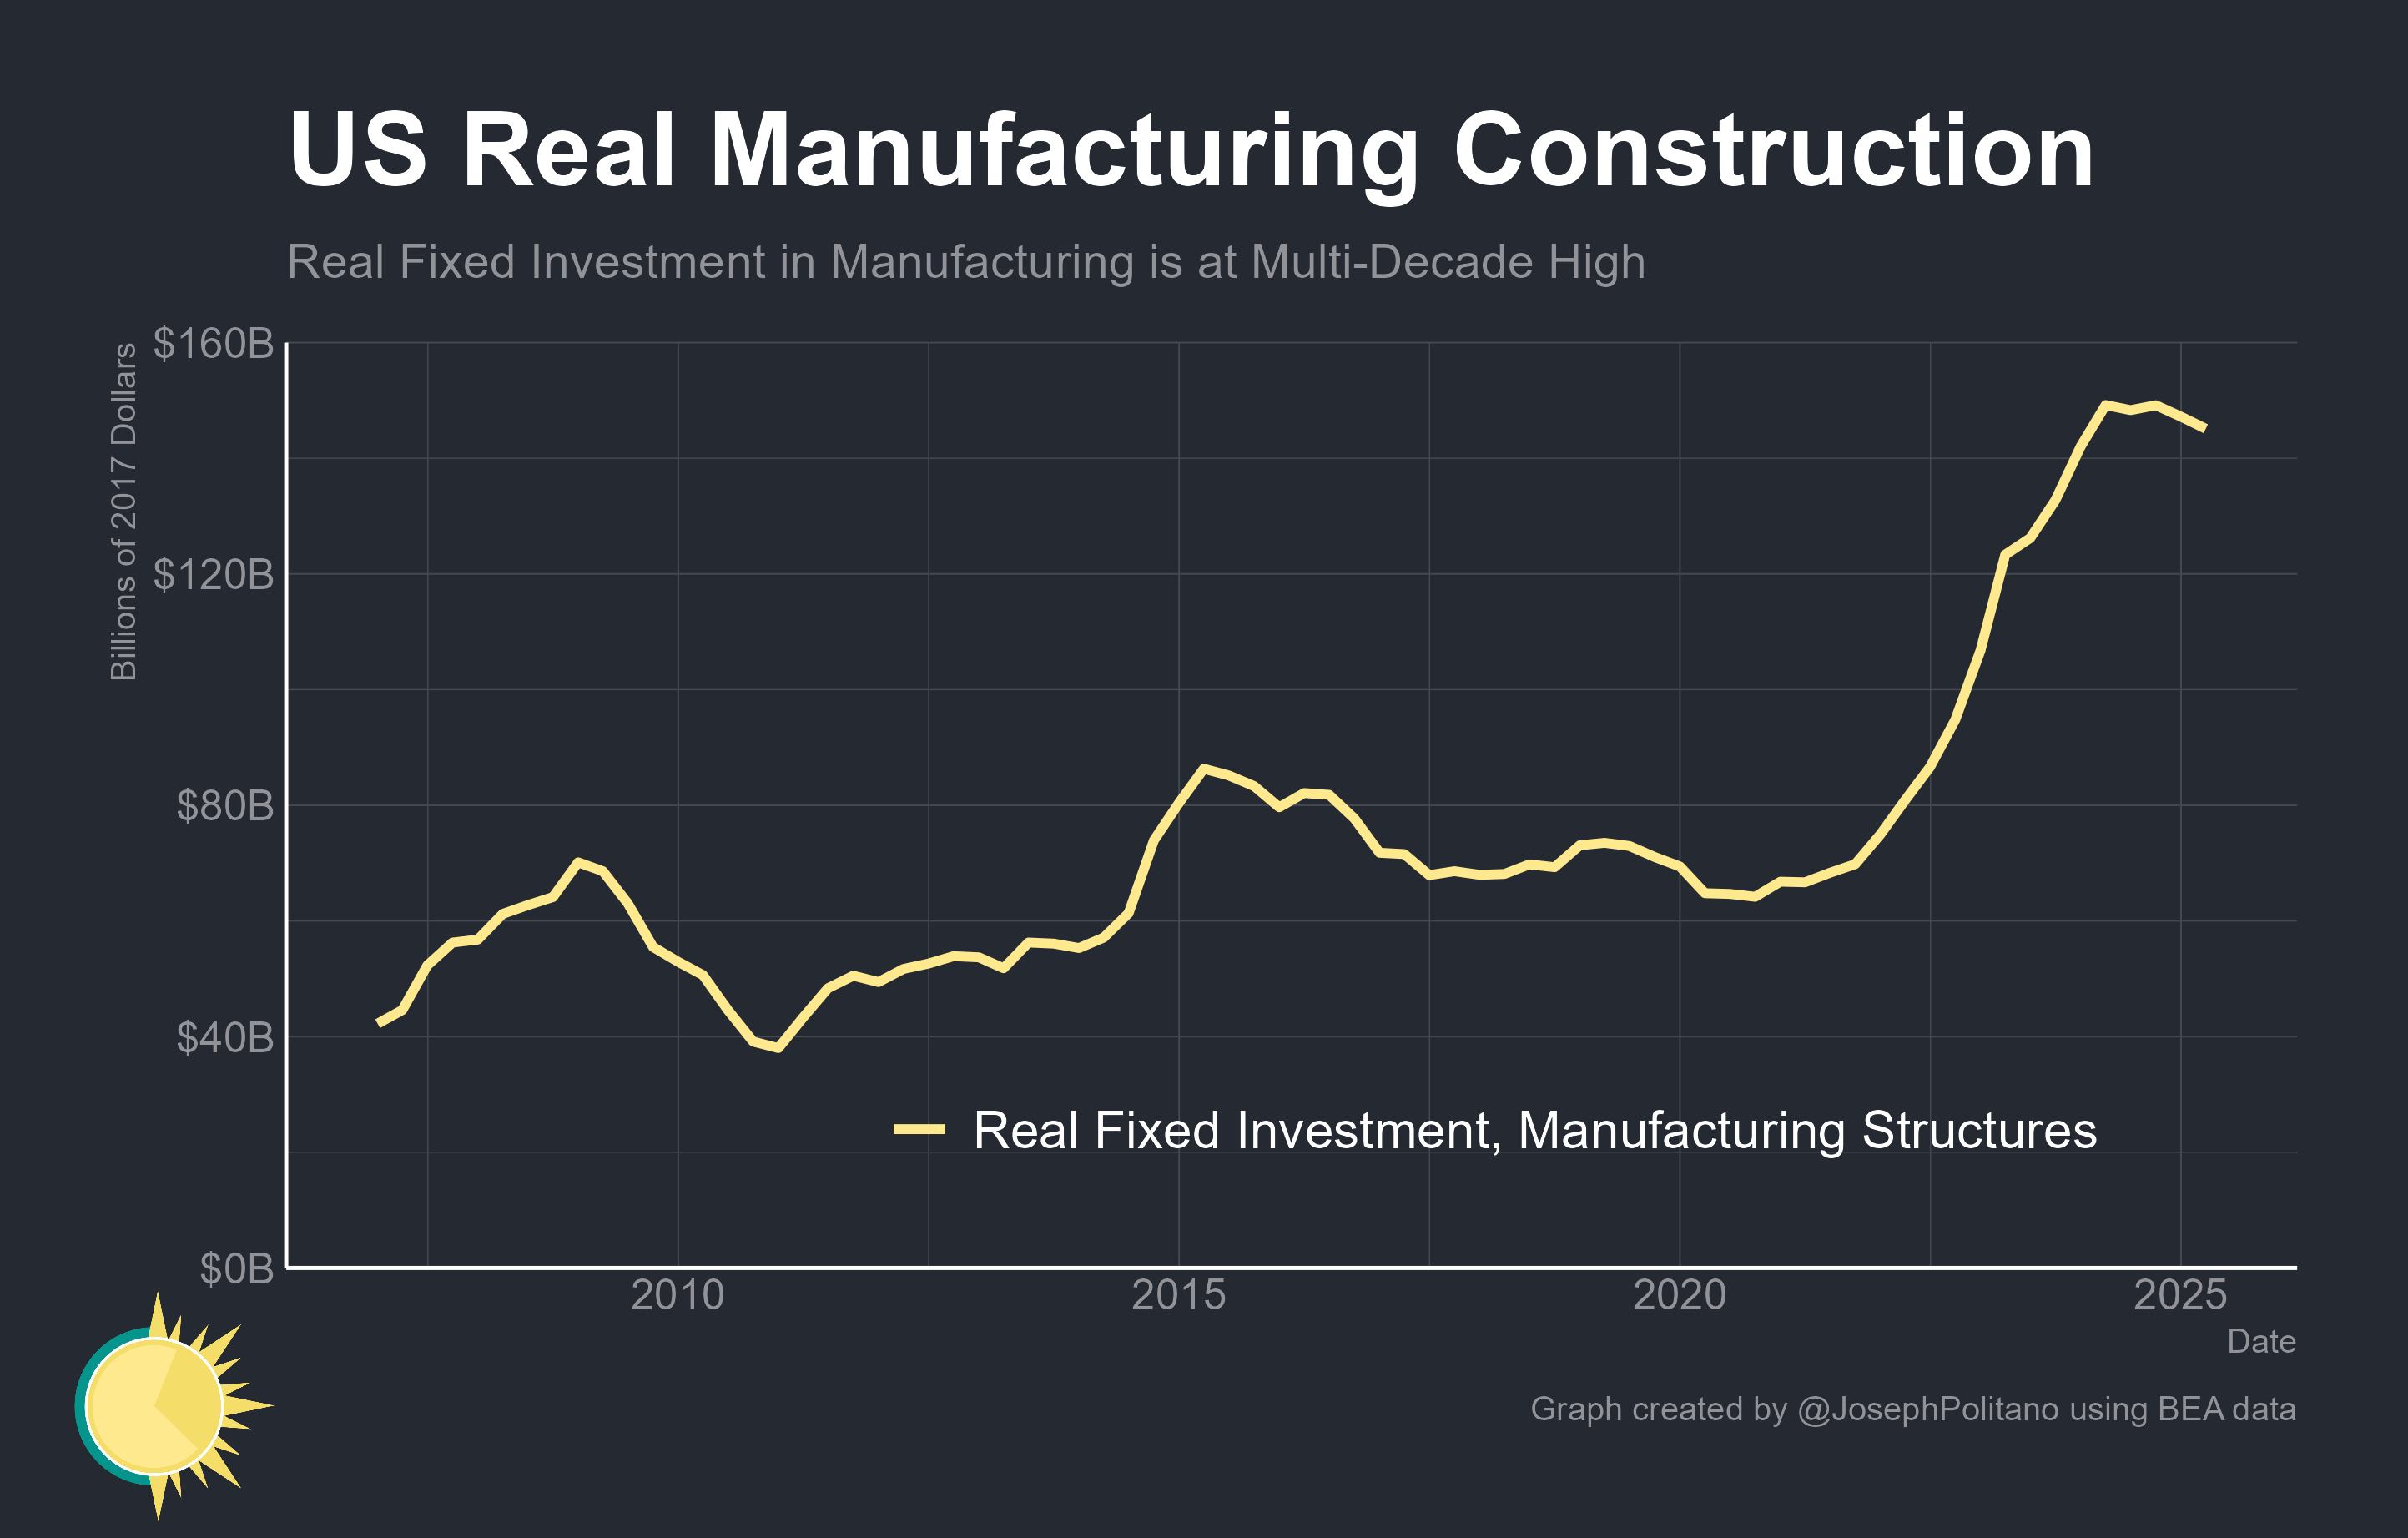 US Real Manufacturing Construction
Real Fixed Investment in Manufacturing is at Multi-Decade High
Billions of 2017 Dollars
$160B
$120B
$80B
$40B
$0B
Real Fixed Investment, Manufacturing Structures
2010
2015
2020
2025
Date
Graph created by @JosephPolitano using BEA data